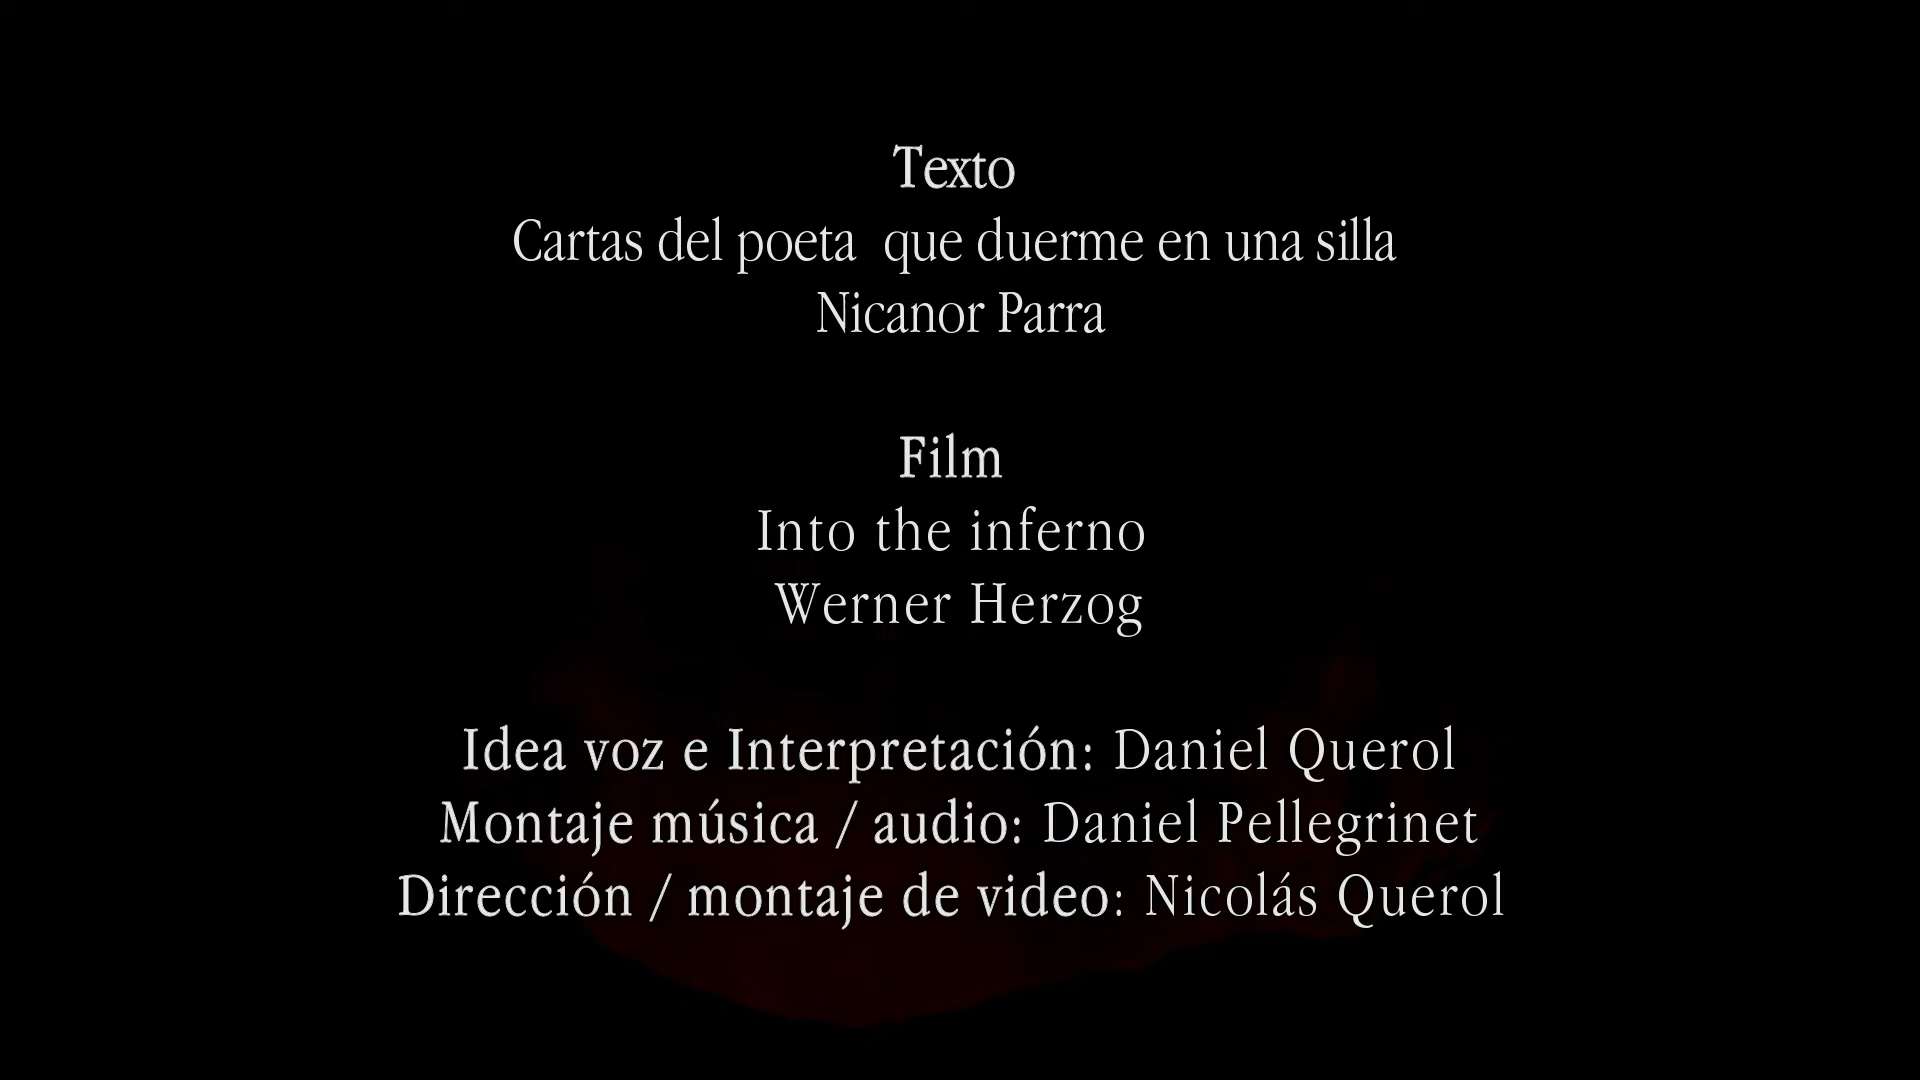 Texto
Cartas del poeta  que duerme en una silla
Nicanor Parra
Film
Into the inferno
Werner Herzog
Idea voz e Interpretación: Daniel Querol
Montaje música / audio: Daniel Pellegrinet
Dirección / montaje de video: Nicolás Querol